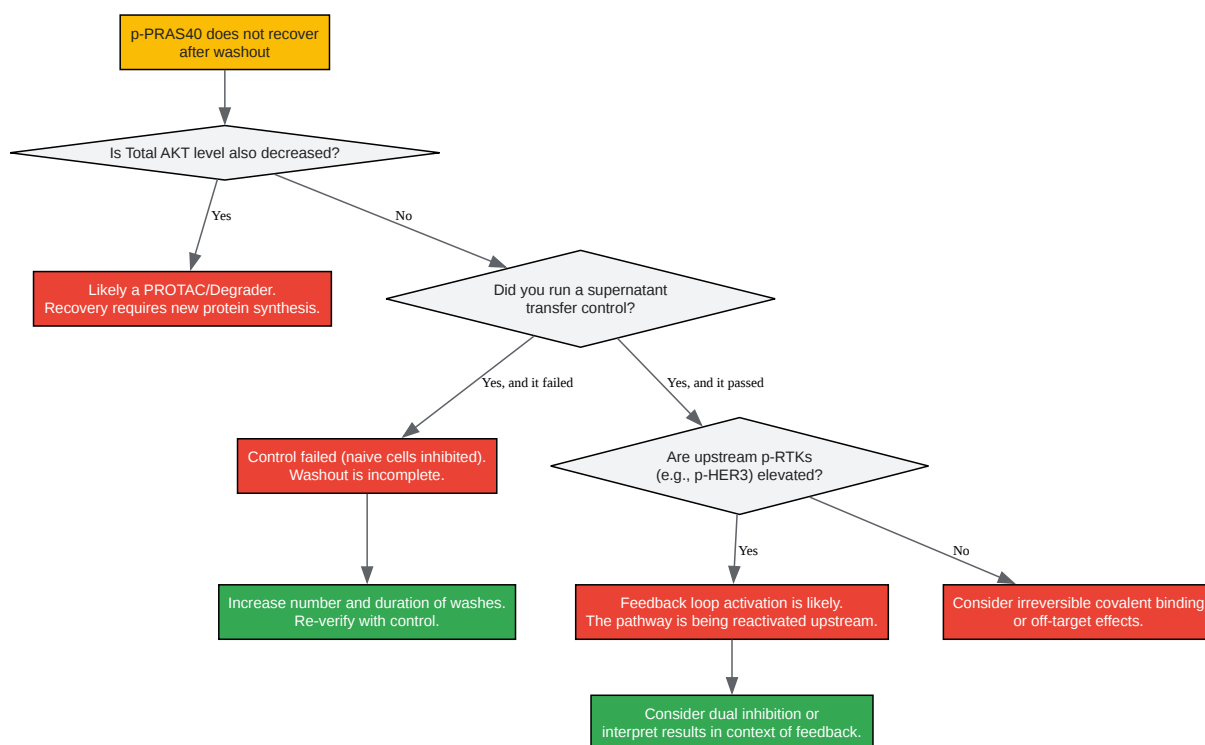 p-PRAS40 does not recover
after washout
Is Total AKT level also decreased?
Yes
No
Likely a PROTAC/Degrader.
Recovery requires new protein synthesis.
Did you run a supernatant
transfer control?
Yes, and it failed
Yes, and it passed
Control failed (naive cells inhibited).
Washout is incomplete.
Are upstream p-RTKs
(e.g., p-HER3) elevated?
Yes
No
Increase number and duration of washes.
Re-verify with control.
Feedback loop activation is likely.
The pathway is being reactivated upstream.
Consider irreversible covalent binding
or off-target effects.
Consider dual inhibition or
interpret results in context of feedback.